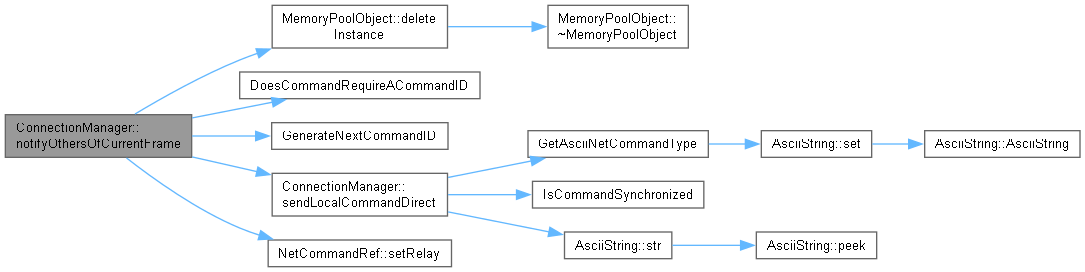 MemoryPoolObject::delete
Instance
MemoryPoolObject::
~MemoryPoolObject
DoesCommandRequireACommandID
ConnectionManager::
notifyOthersOfCurrentFrame
GenerateNextCommandID
GetAsciiNetCommandType
AsciiString::set
AsciiString::AsciiString
ConnectionManager::
sendLocalCommandDirect
IsCommandSynchronized
NetCommandRef::setRelay
AsciiString::str
AsciiString::peek